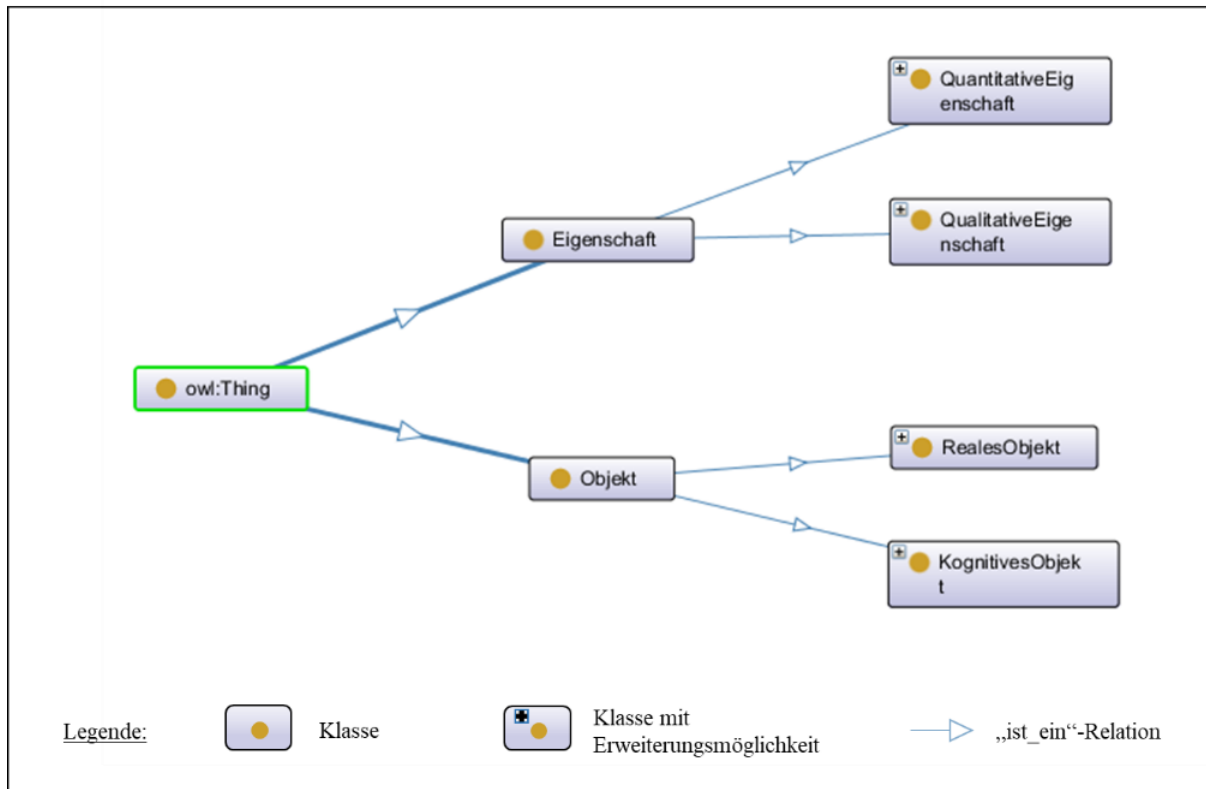 QuantitativeEig
enschaft
QualitativeEige
nschaft
Eigenschaft
owl:Thing
RealesObjekt
Objekt
KognitivesObjek
t
Legende:
Klasse
Klasse mit
Erweiterungsmöglichkeit
„ist_ein“-Relation